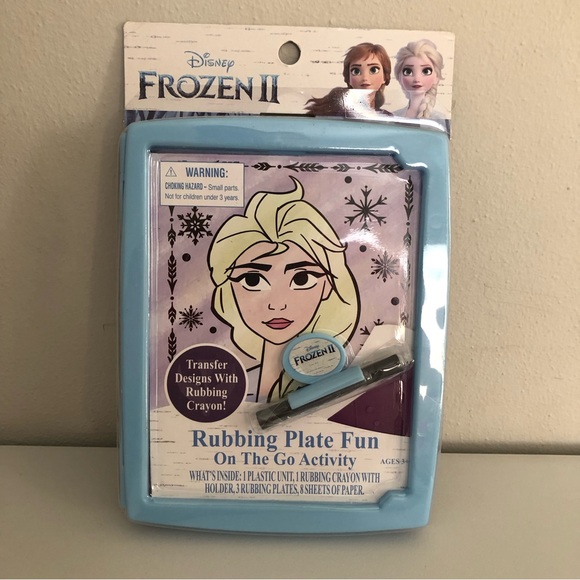 Disney
FROZEN II
WARNING:
CHOKING HAZARD - Small parts.
Not for children under 3 years.
Disney
FROZEN II
Transfer
Designs With
Rubbing
Crayon!
Rubbing Plate Fun
On The Go Activity
AGES 3+
WHAT'S INSIDE: 1 PLASTIC UNIT, 1 RUBBING CRAYON WITH
HOLDER, 3 RUBBING PLATES, 8 SHEETS OF PAPER.